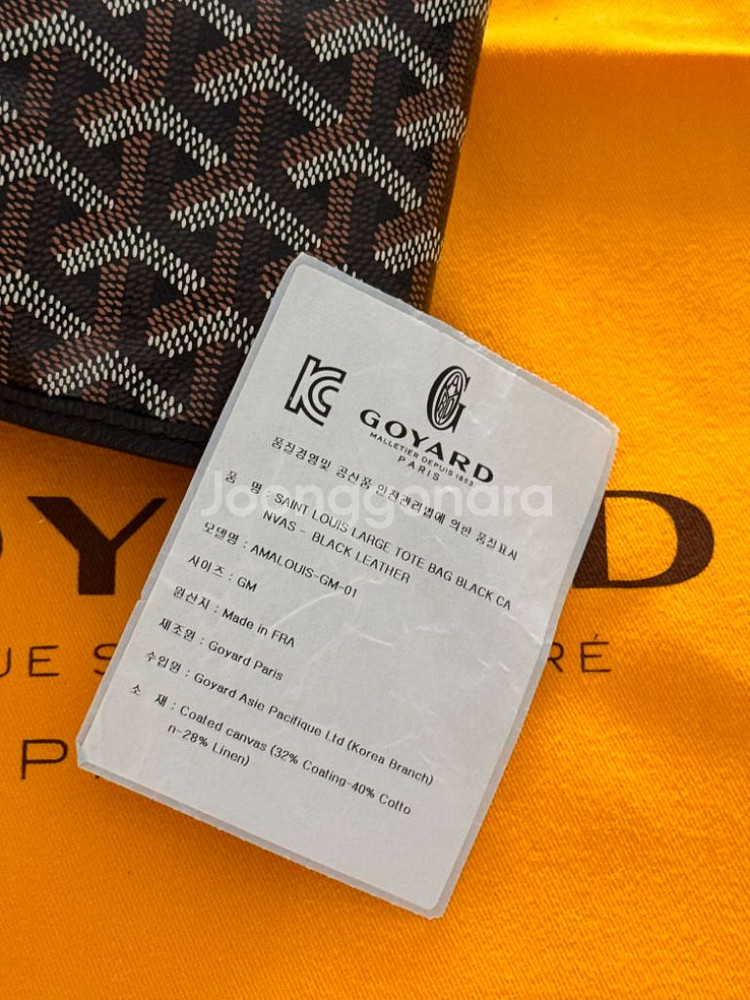 KC
GOYARD
MALLETIER DEPUIS 1853
PARIS
품질경영및 공산품 안전관리법에 의한 품질표시
품 명 : SAINT LOUIS LARGE TOTE BAG BLACK CA
NVAS - BLACK LEATHER
모델명 : AMALOUIS-GM-01
사이즈 : GM
원산지 : Made in FRA
제조원 : Goyard Paris
수입원 : Goyard Asie Pacifique Ltd (Korea Branch)
소 재 : Coated canvas (32% Coating-40% Cotto
n-28% Linen)
Joonggonara
OY D
UE S RÉ
P